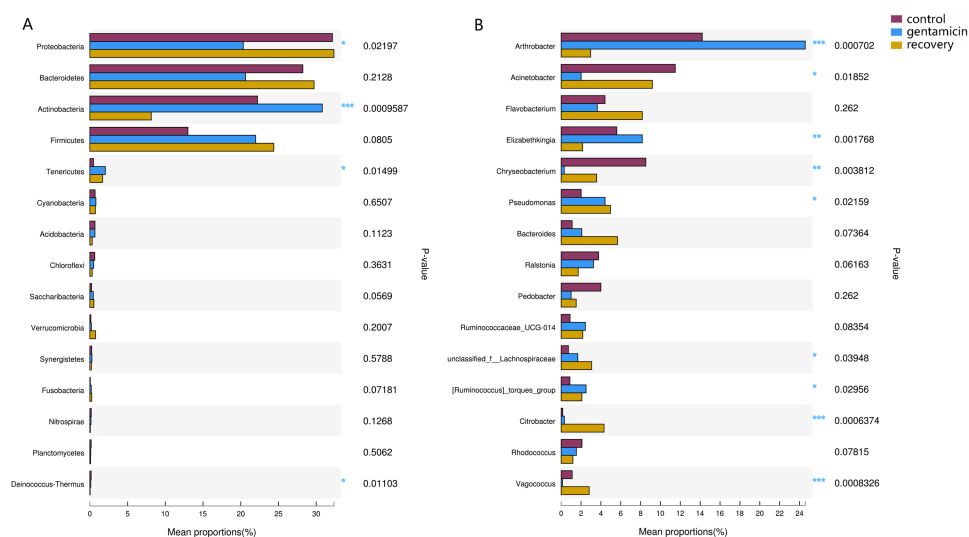 A
Proteobacteria * 0.02197
Bacteroidetes 0.2128
Actinobacteria *** 0.0009587
Firmicutes 0.0805
Tenericutes * 0.01499
Cyanobacteria 0.6507
Acidobacteria 0.1123
Chloroflexi 0.3631
Saccharibacteria 0.0569
Verrucomicrobia 0.2007
Synergistetes 0.5788
Fusobacteria 0.07181
Nitrospirae 0.1268
Planctomycetes 0.5062
Deinococcus-Thermus * 0.01103
P-value
0 5 10 15 20 25 30
Mean proportions(%)
B
control
gentamicin
recovery
Arthrobacter *** 0.000702
Acinetobacter * 0.01852
Flavobacterium 0.262
Elizabethkingia ** 0.001768
Chryseobacterium ** 0.003812
Pseudomonas * 0.02159
Bacteroides 0.07364
Ralstonia 0.06163
Pedobacter 0.262
Ruminococcaceae_UCG-014 0.08354
unclassified_f__Lachnospiraceae * 0.03948
[Ruminococcus]_torques_group * 0.02956
Citrobacter *** 0.0006374
Rhodococcus 0.07815
Vagococcus *** 0.0008326
P-value
0 2 4 6 8 10 12 14 16 18 20 22 24
Mean proportions(%)